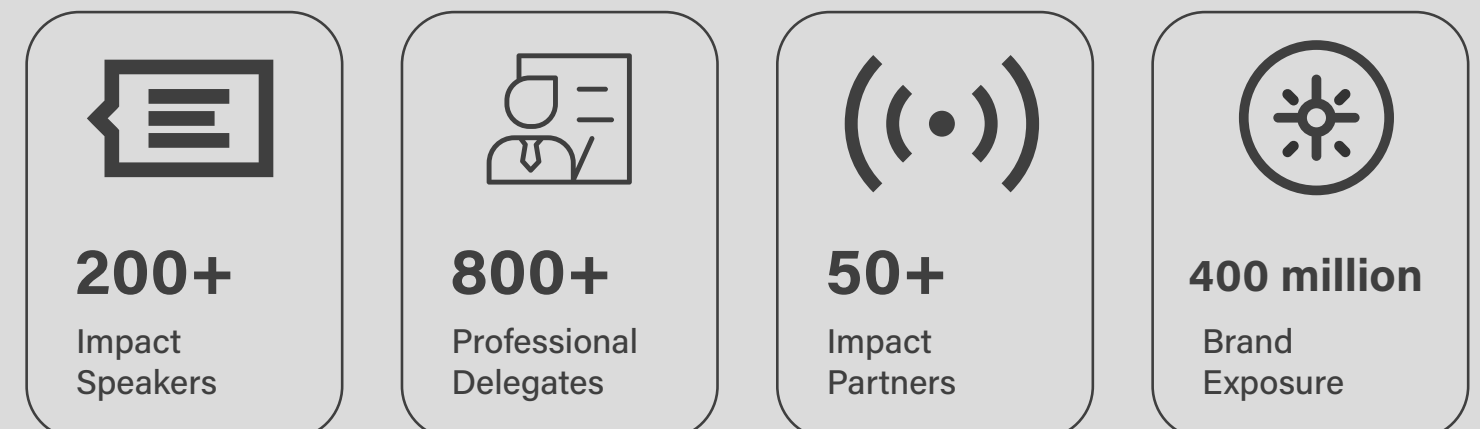 200+
Impact
Speakers
800+
Professional
Delegates
50+
Impact
Partners
400 million
Brand
Exposure